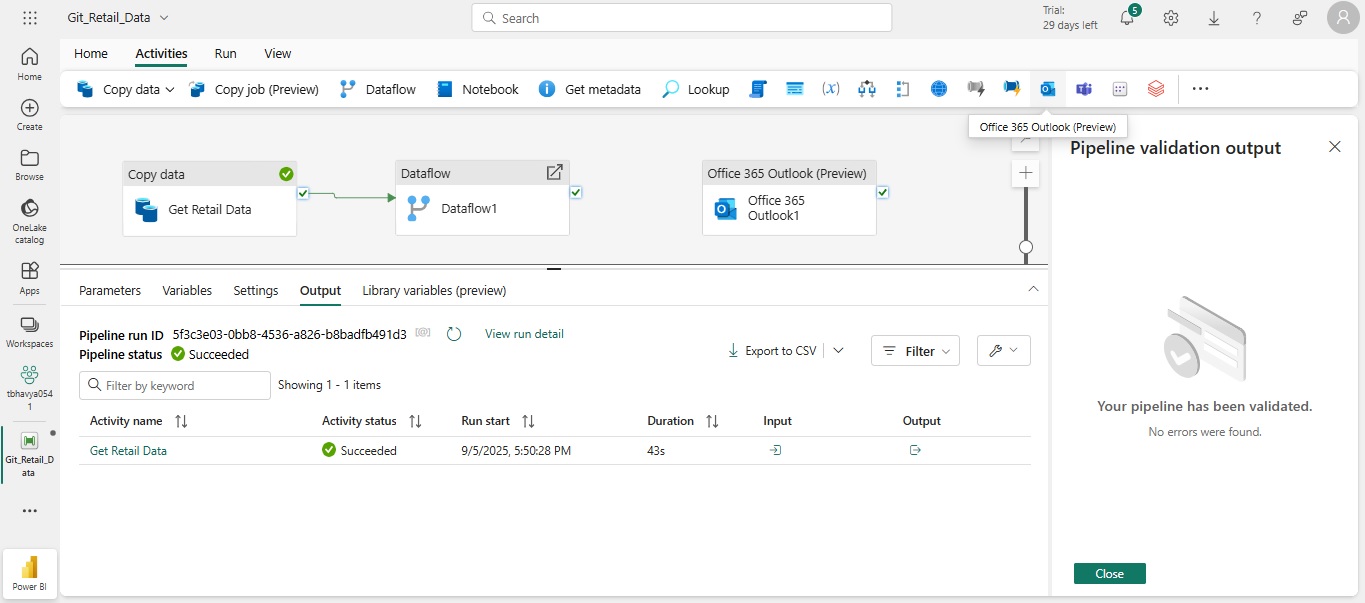 Git_Retail_Data
Search
Trial:
29 days left
5
Home
Activities
Run
View
Copy data
Copy job (Preview)
Dataflow
Notebook
Get metadata
Lookup
(x)
Office 365 Outlook (Preview)
Home
Create
Browse
OneLake
catalog
Apps
Workspaces
tbhavya054
1
Git_Retail_D
ata
Power BI
Copy data
Get Retail Data
Dataflow
Dataflow1
Office 365 Outlook (Preview)
Office 365
Outlook1
Parameters
Variables
Settings
Output
Library variables (preview)
Pipeline run ID 5f3c3e03-0bb8-4536-a826-b8badfb491d3
View run detail
Pipeline status Succeeded
Export to CSV
Filter
Filter by keyword
Showing 1 - 1 items
Activity name
Activity status
Run start
Duration
Input
Output
Get Retail Data
Succeeded
9/5/2025, 5:50:28 PM
43s
Pipeline validation output
Your pipeline has been validated.
No errors were found.
Close